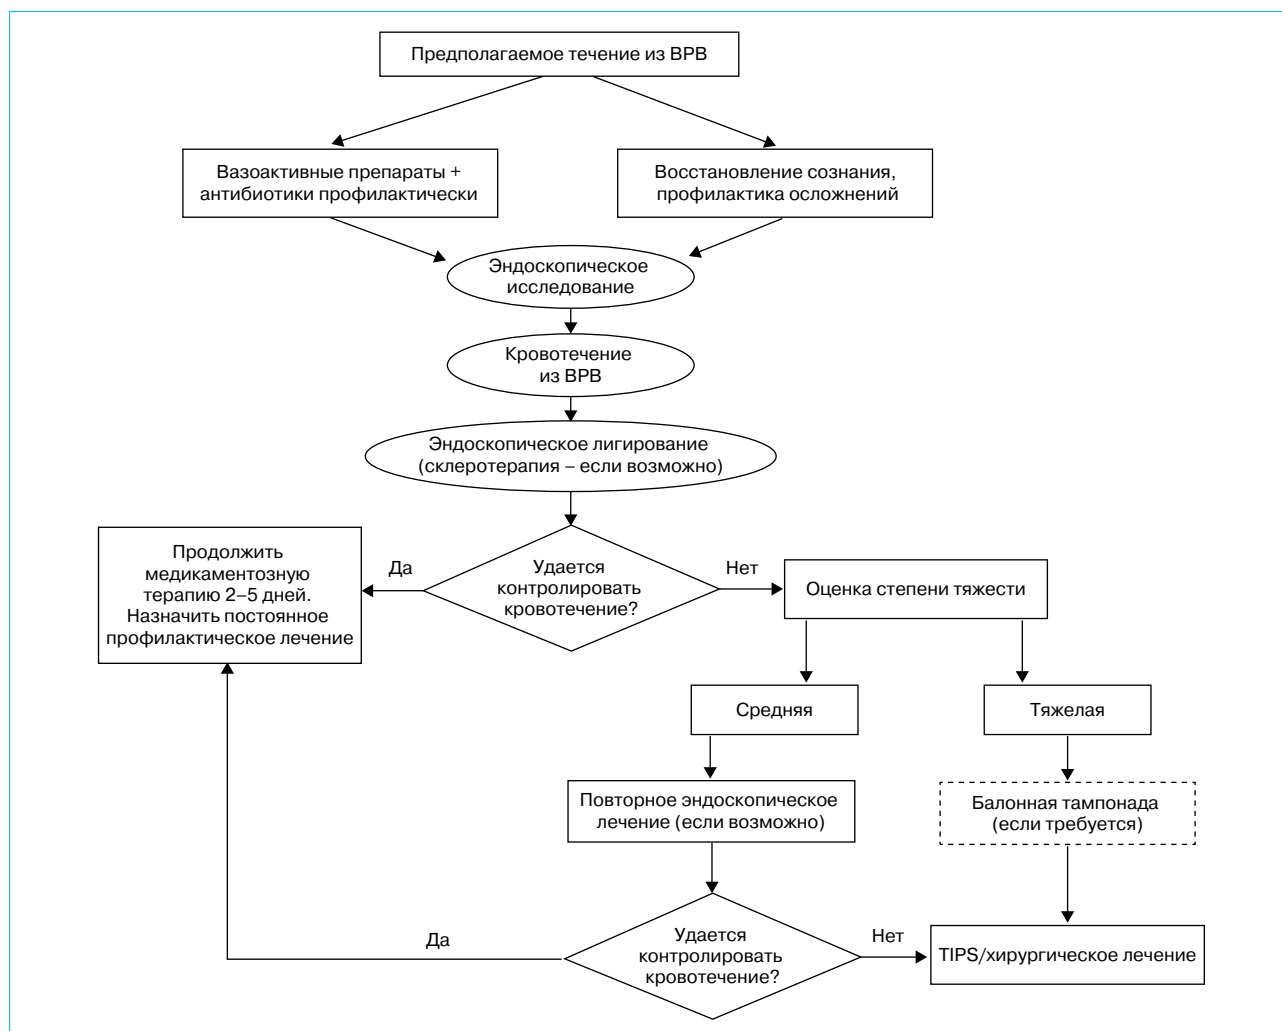 Предполагаемое течение из ВРВ
Вазоактивные препараты +
антибиотики профилактически
Восстановление сознания,
профилактика осложнений
Эндоскопическое
исследование
Кровотечение
из ВРВ
Эндоскопическое лигирование
(склеротерапия – если возможно)
Удается
контролировать
кровотечение?
Да
Нет
Продолжить
медикаментозную
терапию 2–5 дней.
Назначить постоянное
профилактическое лечение
Оценка степени тяжести
Средняя
Тяжелая
Повторное эндоскопическое
лечение (если возможно)
Балонная тампонада
(если требуется)
Удается
контролировать
кровотечение?
Да
Нет
TIPS/хирургическое лечение